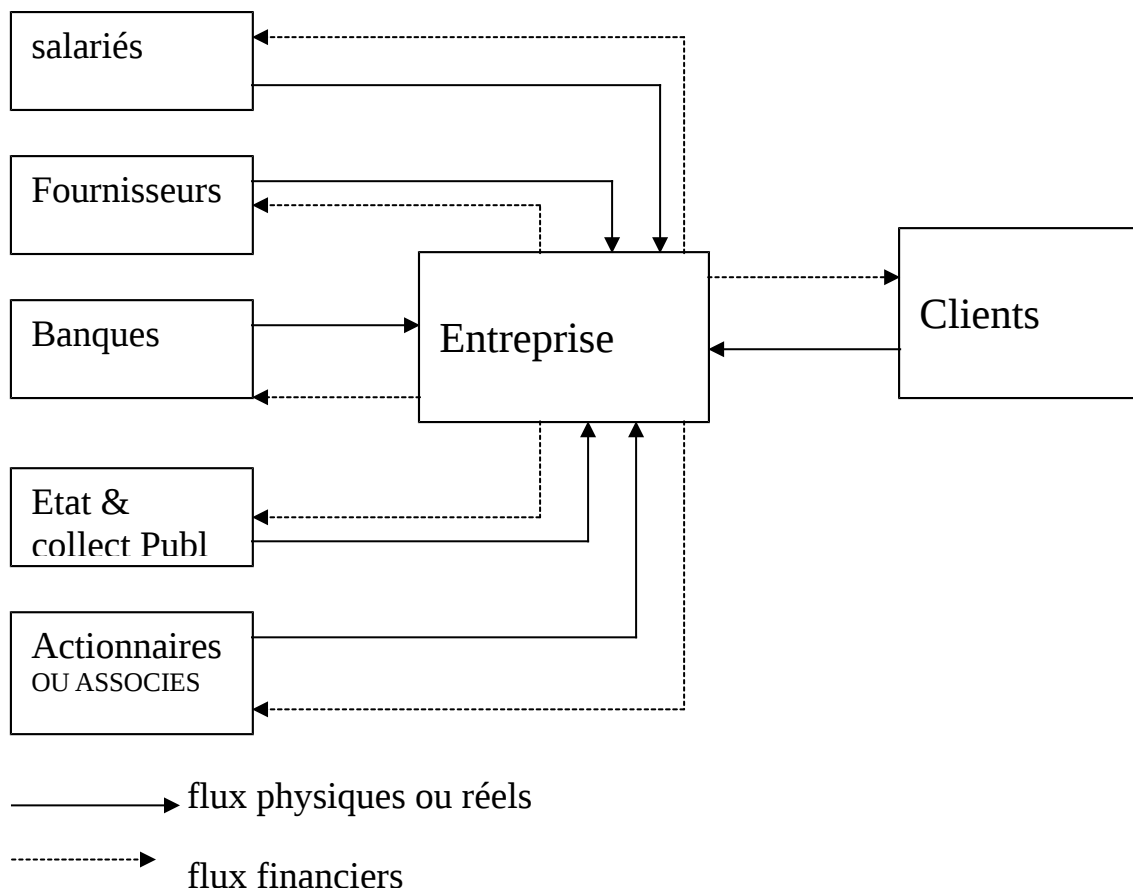 salariés
Fournisseurs
Banques
Entreprise
Clients
Etat &
collect Publ
Actionnaires
OU ASSOCIES
flux physiques ou réels
flux financiers